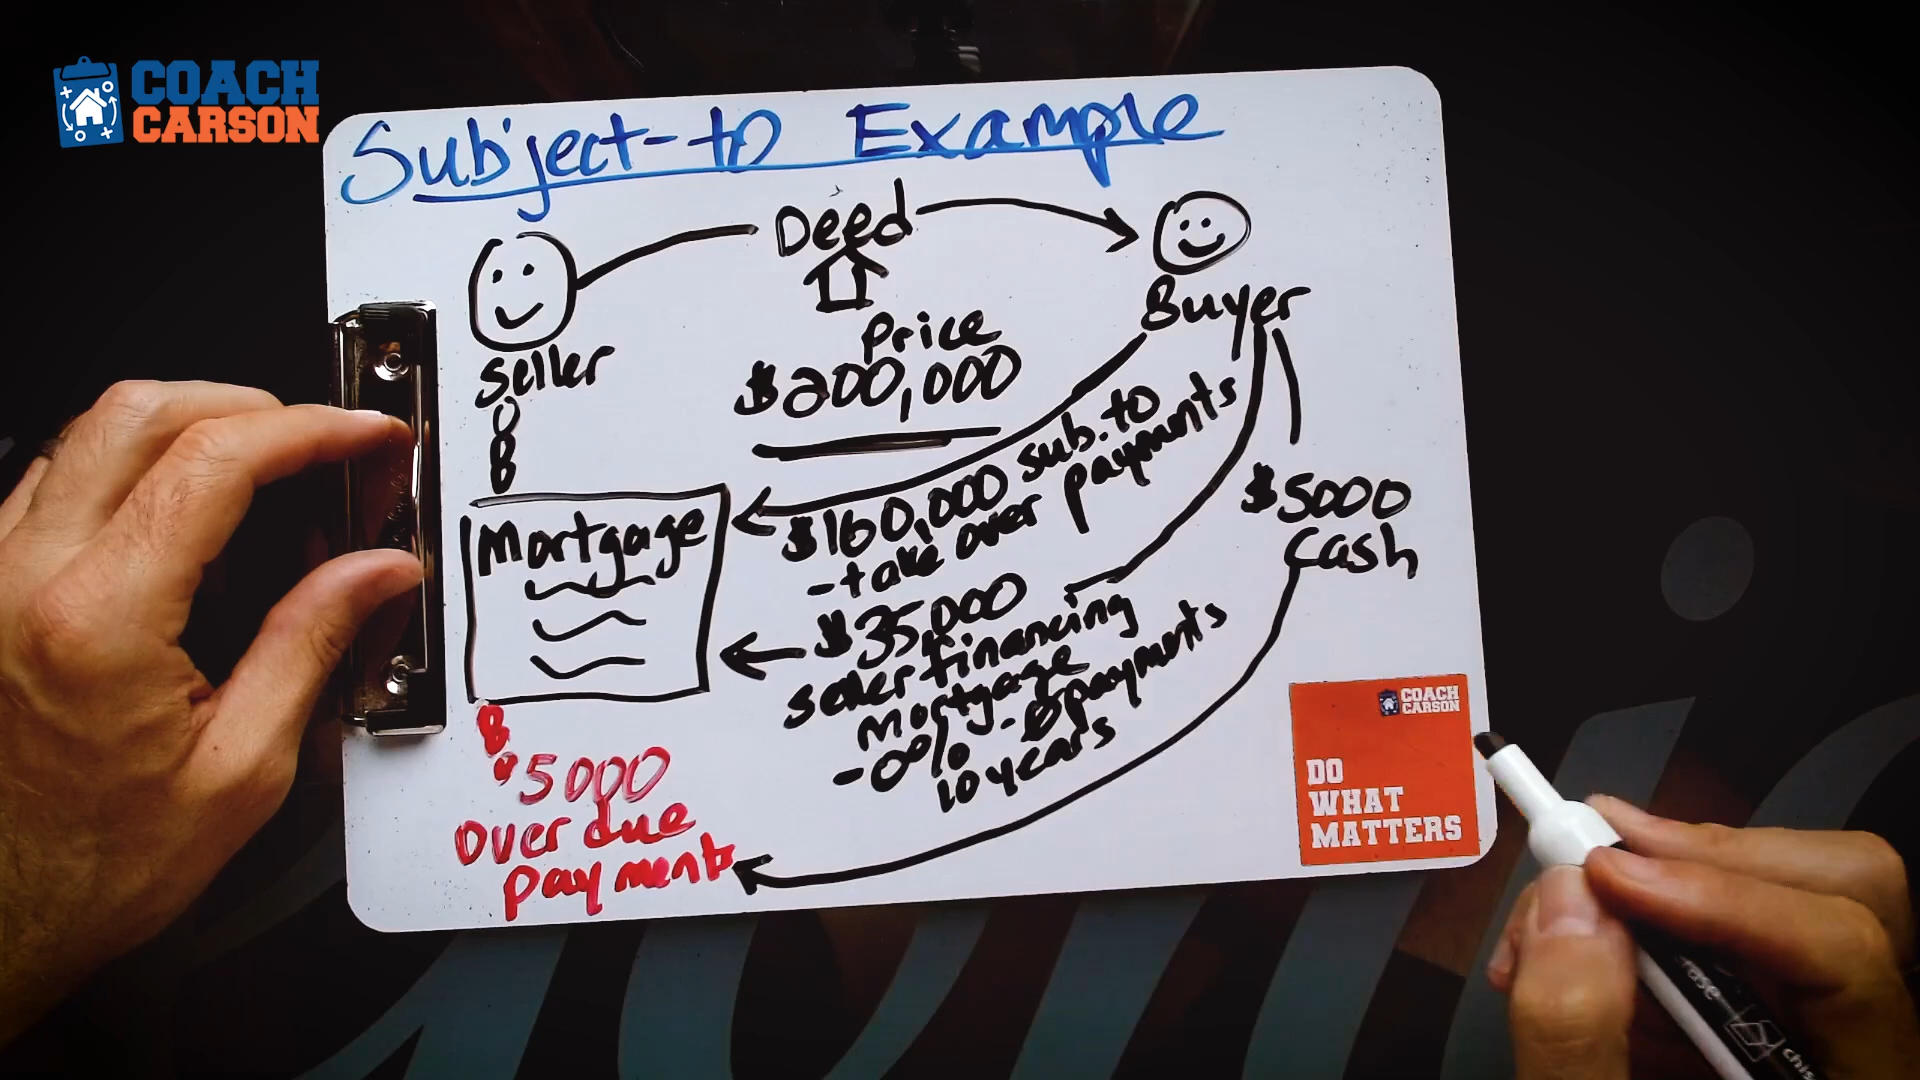 COACH
CARSON
Subject-to Example
Deed
Buyer
Seller
Price
$200,000
Mortgage
$160,000 sub.to
-take over payments
$35,000
seller financing
mortgage
-0% -0 payments
10 years
$5000
Cash
$5000
Over due
payments
COACH
CARSON
DO
WHAT
MATTERS